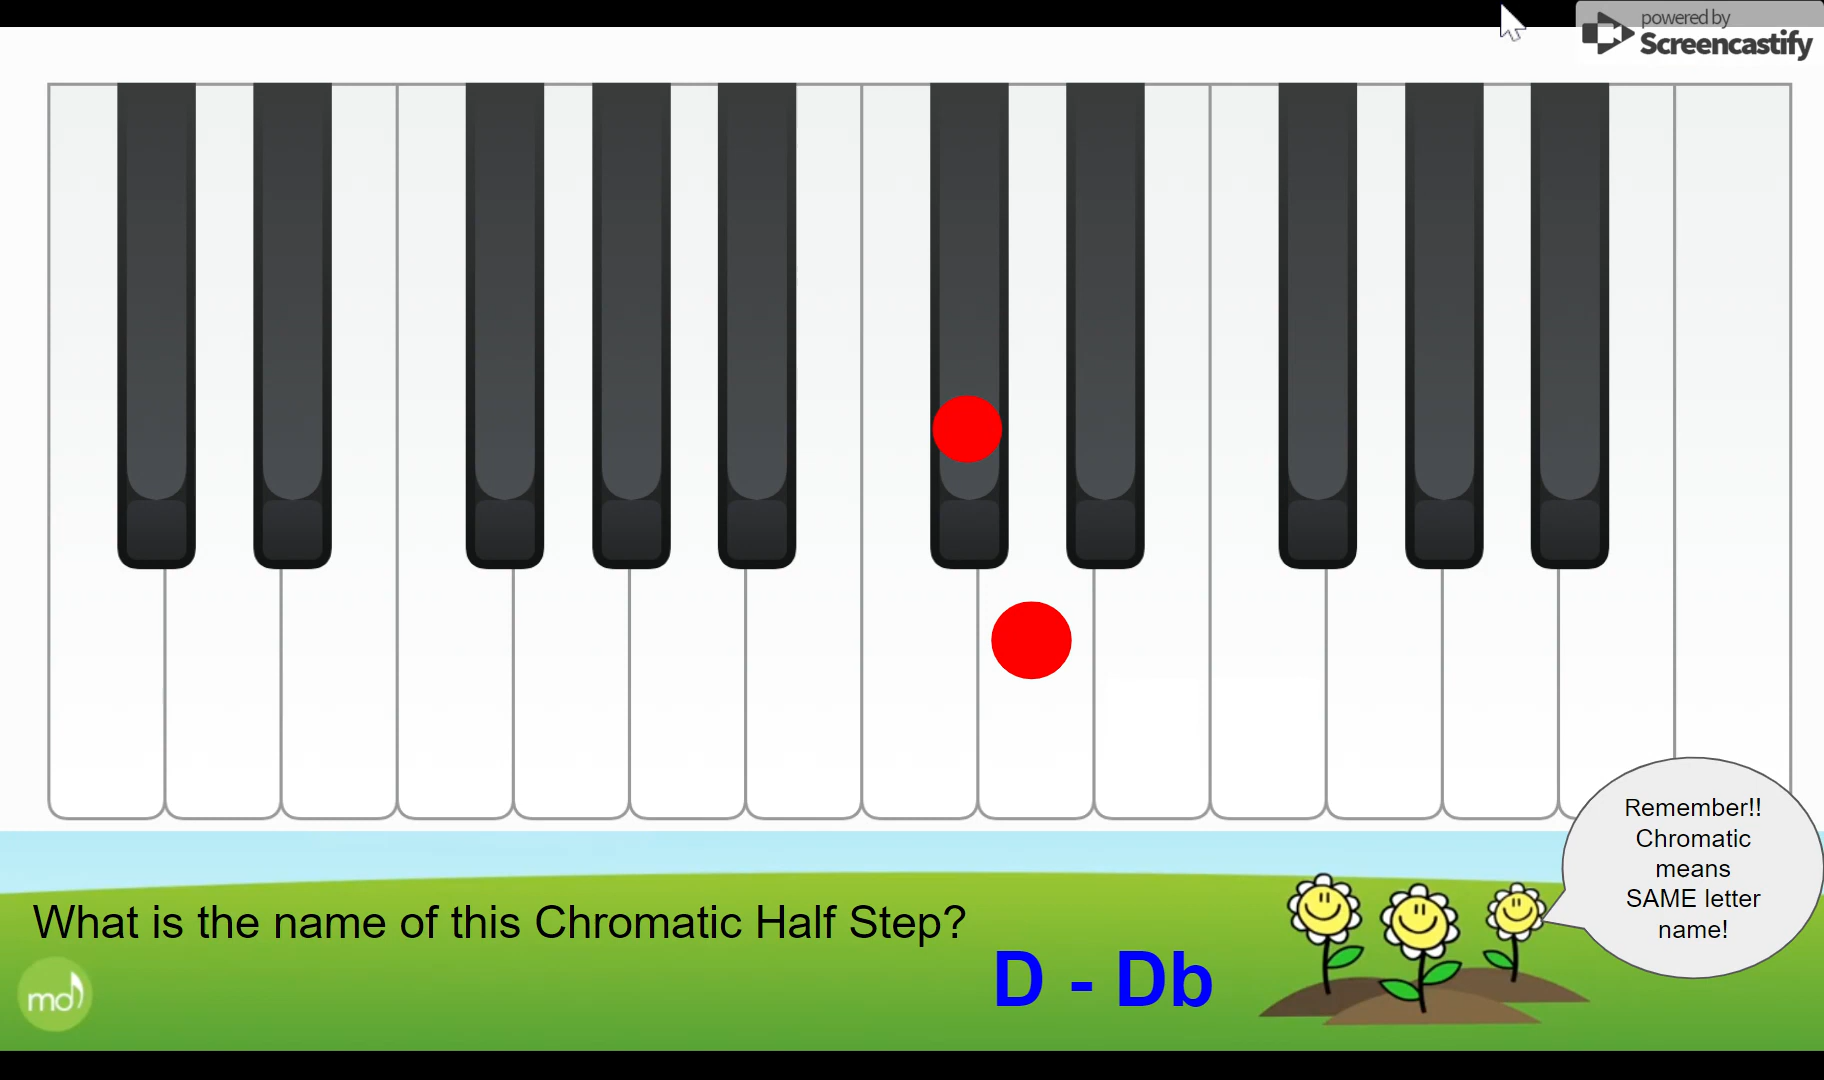 powered by
Screencastify
Remember!!
Chromatic
means
SAME letter
name!
What is the name of this Chromatic Half Step?
D - Db
md